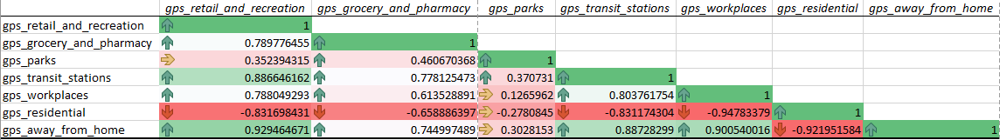 gps_retail_and_recreation gps_grocery_and_pharmacy gps_parks gps_transit_stations gps_workplaces gps_residential gps_away_from_home
gps_retail_and_recreation 1
gps_grocery_and_pharmacy 0.789776455 1
gps_parks 0.352394315 0.460670368 1
gps_transit_stations 0.886646162 0.778125473 0.370731 1
gps_workplaces 0.788049293 0.613528891 0.1265962 0.803761754 1
gps_residential -0.831698431 -0.658886397 -0.2780845 -0.831174304 -0.94783379 1
gps_away_from_home 0.929464671 0.744997489 0.3028153 0.88728299 0.900540016 -0.921951584 1